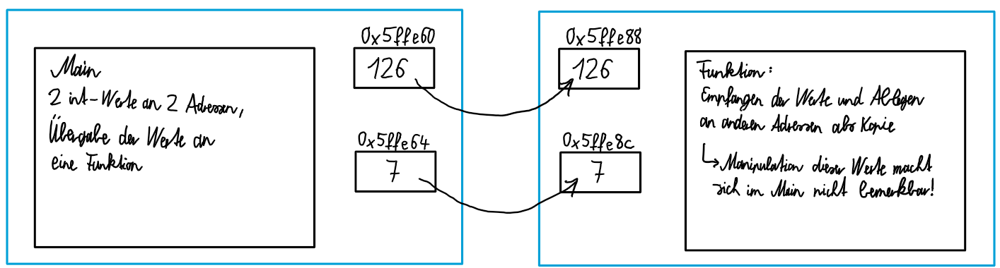 Main
2 int-Werte an 2 Adressen,
Übergabe der Werte an
eine Funktion
0x5ffe60
126
0x5ffe64
7
0x5ffe88
126
0x5ffe8c
7
Funktion:
Empfangen der Werte und Ablegen
an anderen Adressen als Kopie
Manipulation dieser Werte macht
sich im Main nicht bemerkbar!